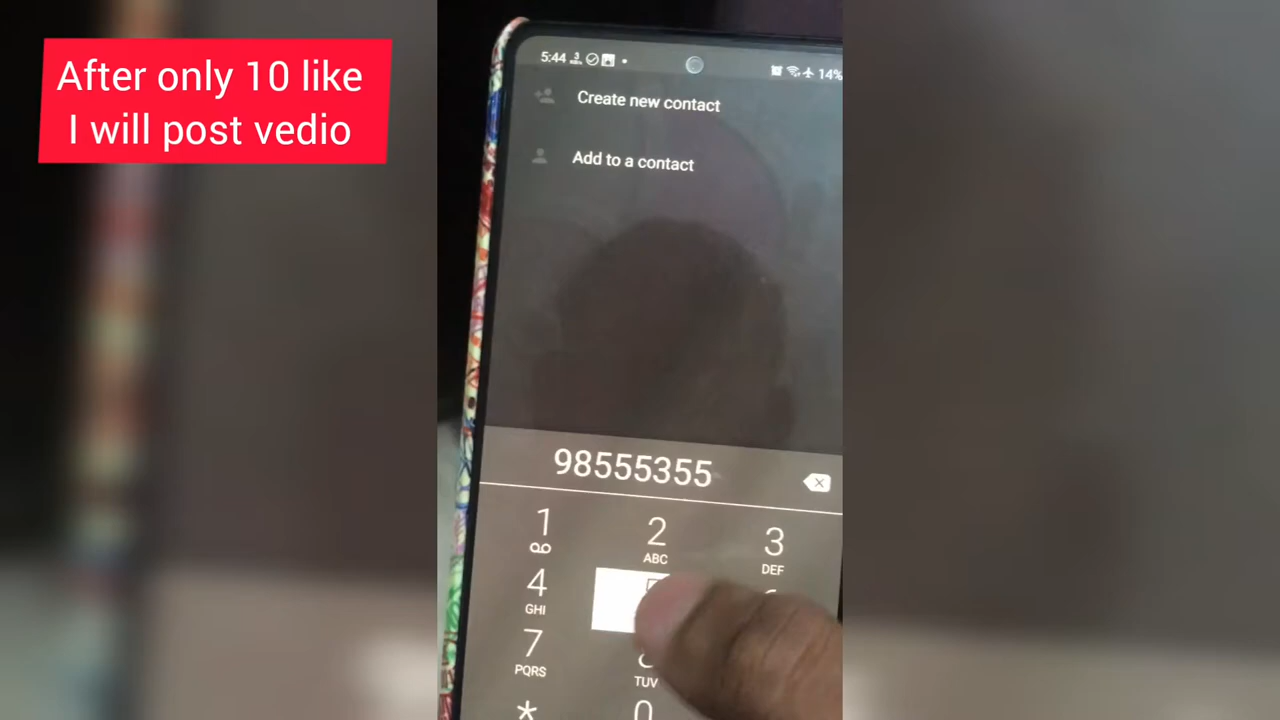 After only 10 like
I will post vedio
5:44
14%
Create new contact
Add to a contact
98555355
1
2
ABC
3
DEF
4
GHI
7
PQRS
TUV
*
0